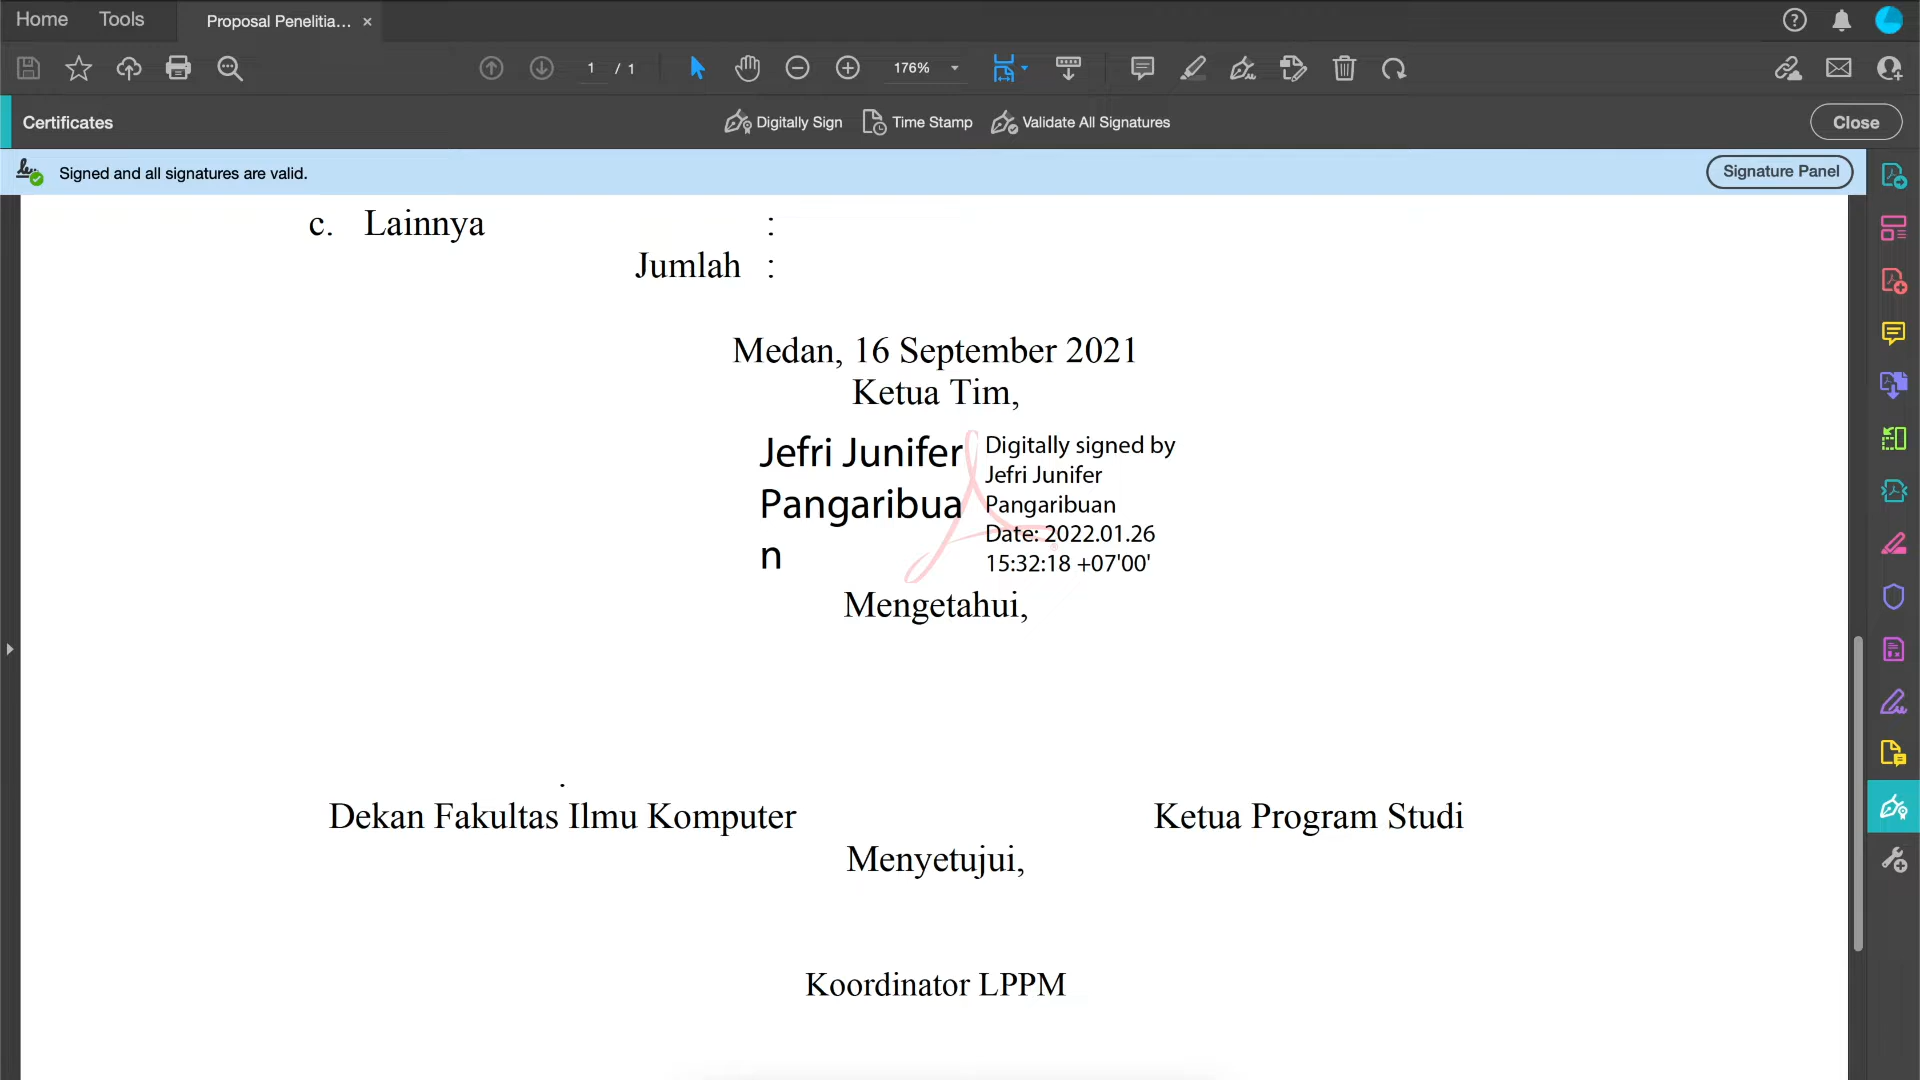 Home Tools Proposal Penelitia... ×
1 / 1 176%
Certificates Digitally Sign Time Stamp Validate All Signatures Close
Signed and all signatures are valid. Signature Panel
c. Lainnya :
Jumlah :
Medan, 16 September 2021
Ketua Tim,
Jefri Junifer
Pangaribua
n
Digitally signed by
Jefri Junifer
Pangaribuan
Date: 2022.01.26
15:32:18 +07'00'
Mengetahui,
.
Dekan Fakultas Ilmu Komputer Ketua Program Studi
Menyetujui,
Koordinator LPPM